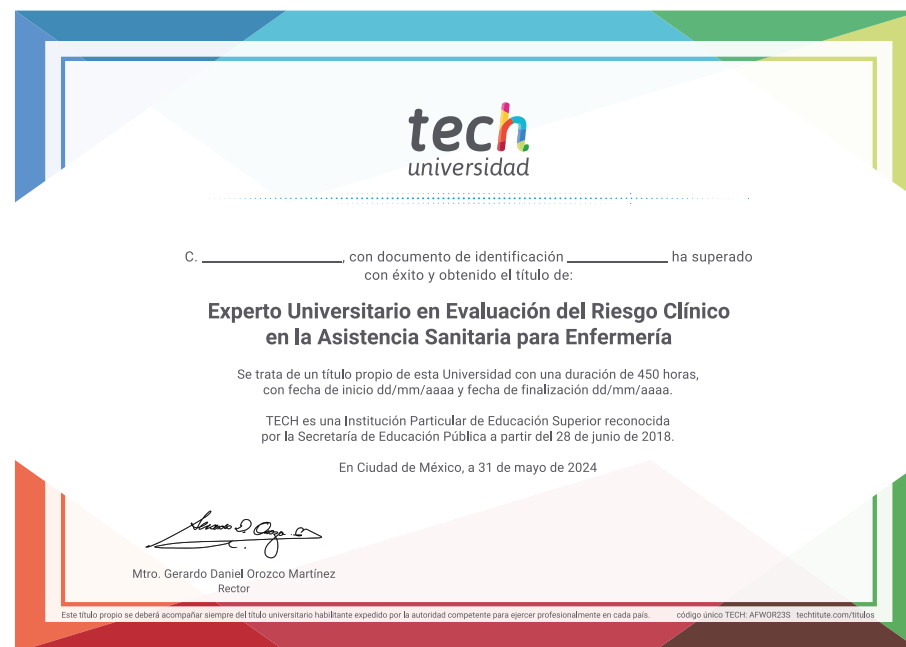 tech
universidad
C. ____________________, con documento de identificación ______________ ha superado
con éxito y obtenido el título de:
Experto Universitario en Evaluación del Riesgo Clínico
en la Asistencia Sanitaria para Enfermería
Se trata de un título propio de esta Universidad con una duración de 450 horas,
con fecha de inicio dd/mm/aaaa y fecha de finalización dd/mm/aaaa.
TECH es una Institución Particular de Educación Superior reconocida
por la Secretaría de Educación Pública a partir del 28 de junio de 2018.
En Ciudad de México, a 31 de mayo de 2024
Mtro. Gerardo Daniel Orozco Martínez
Rector
Este título propio se deberá acompañar siempre del título universitario habilitante expedido por la autoridad competente para ejercer profesionalmente en cada país. código único TECH: AFWOR23S techtitute.com/titulos